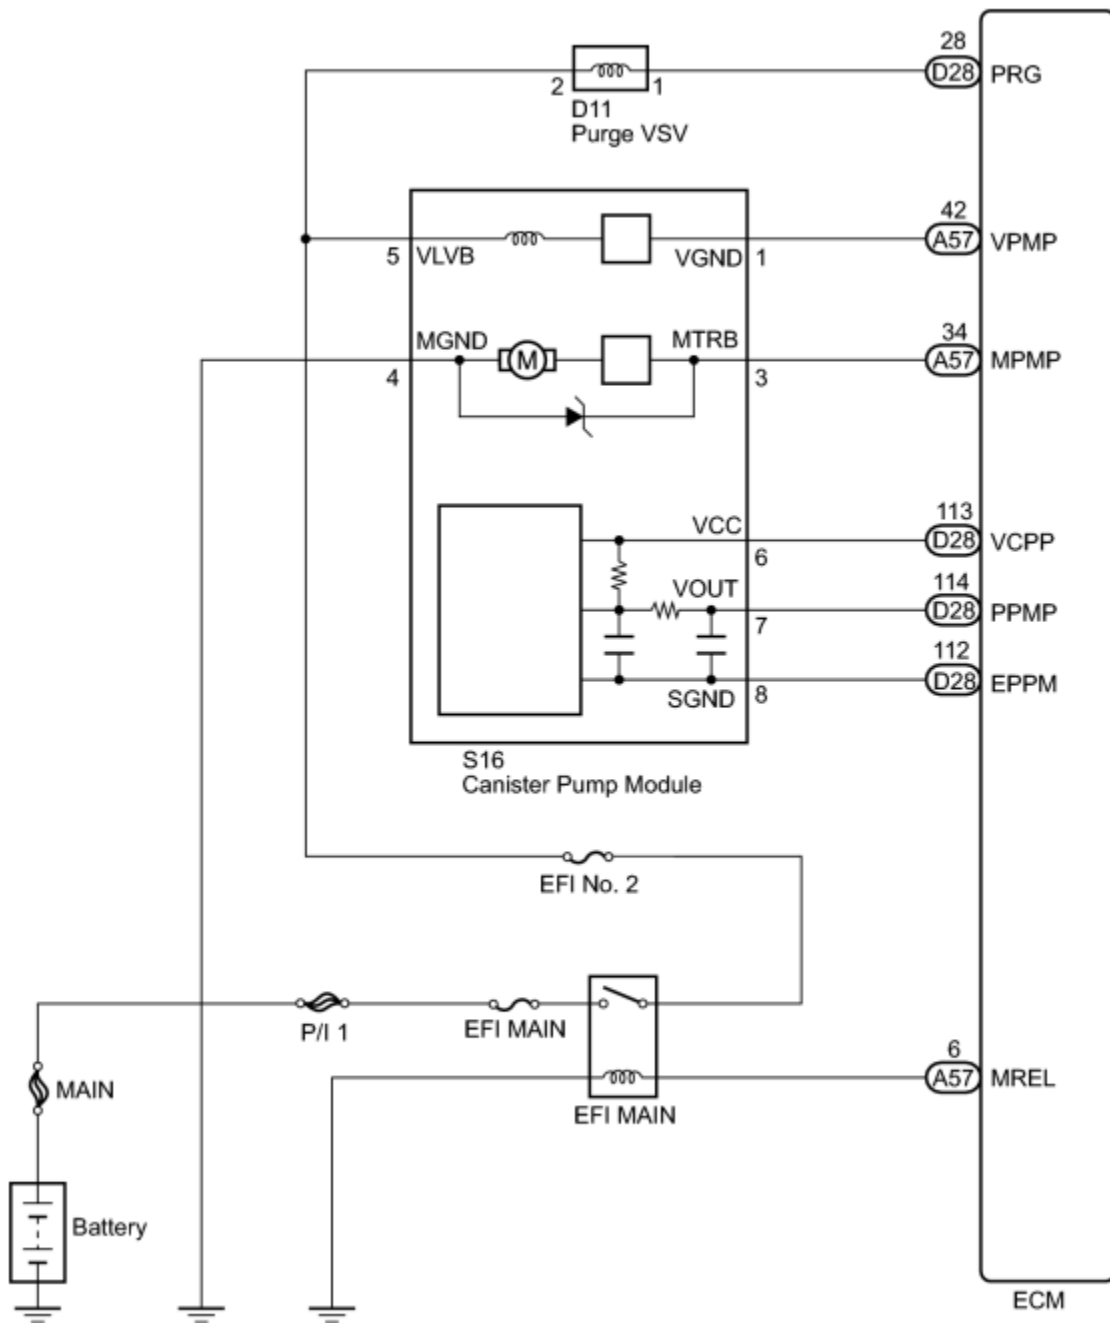 28
D28 PRG
2 1
D11
Purge VSV
42
5 VLVB VGND 1 A57 VPMP
34
MGND M MTRB A57 MPMP
4 3
113
VCC D28 VCPP
6
114
VOUT D28 PPMP
7
112
SGND 8 D28 EPPM
S16
Canister Pump Module
EFI No. 2
P/I 1 EFI MAIN
6
MAIN A57 MREL
EFI MAIN
Battery
ECM